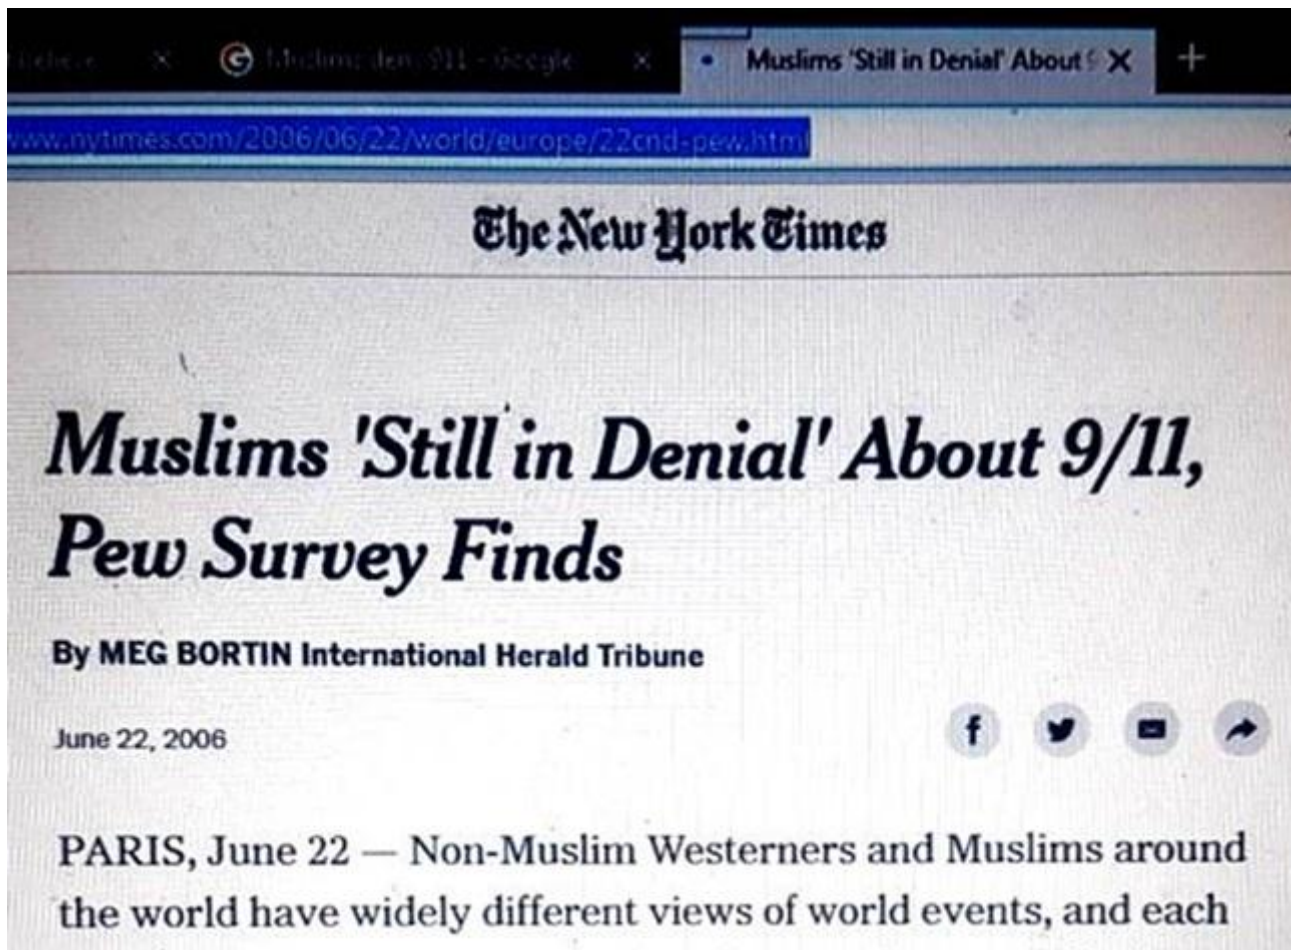 Muslims 'Still in Denial' About 9
www.nytimes.com/2006/06/22/world/europe/22cnd-pew.html
The New York Times
Muslims 'Still in Denial' About 9/11,
Pew Survey Finds
By MEG BORTIN International Herald Tribune
June 22, 2006
PARIS, June 22 — Non-Muslim Westerners and Muslims around
the world have widely different views of world events, and each